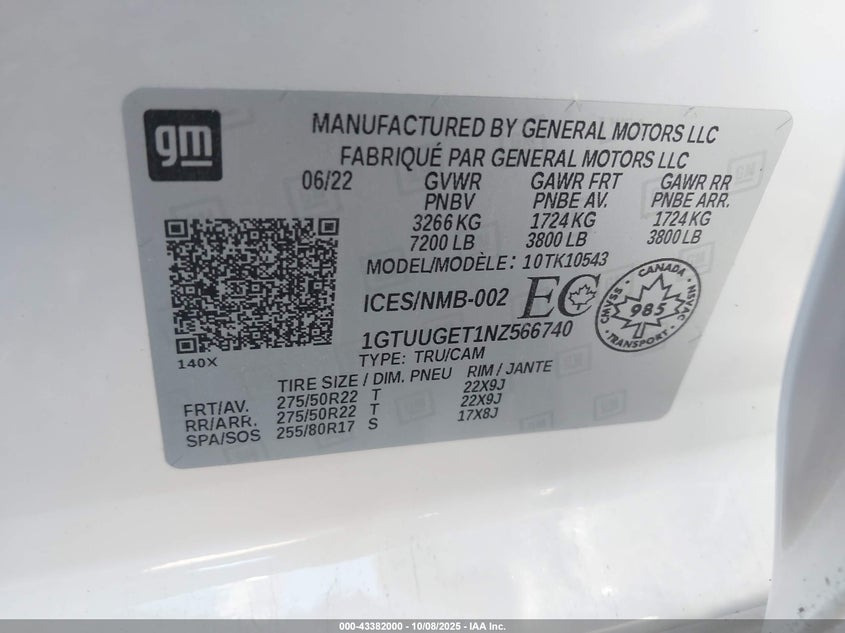 gm
MANUFACTURED BY GENERAL MOTORS LLC
FABRIQUÉ PAR GENERAL MOTORS LLC
06/22 GVWR GAWR FRT GAWR RR
PNBV PNBE AV. PNBE ARR.
3266 KG 1724 KG 1724 KG
7200 LB 3800 LB 3800 LB
MODEL/MODÈLE: 10TK10543
ICES/NMB-002 EC
CANADA
CMVSS 985 NSVAC
TRANSPORT
1GTUUGET1NZ566740
140X
TYPE: TRU/CAM
TIRE SIZE / DIM. PNEU RIM / JANTE
FRT/AV. 275/50R22 T 22X9J
RR/ARR. 275/50R22 T 22X9J
SPA/SOS 255/80R17 S 17X8J
000-43382000 - 10/08/2025 - IAA Inc.